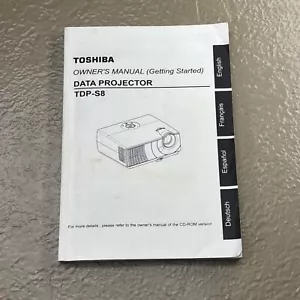 TOSHIBA
OWNER'S MANUAL (Getting Started)
DATA PROJECTOR
TDP-S8
English
Français
Español
Deutsch
For more details : please refer to the owner's manual of the CD-ROM version